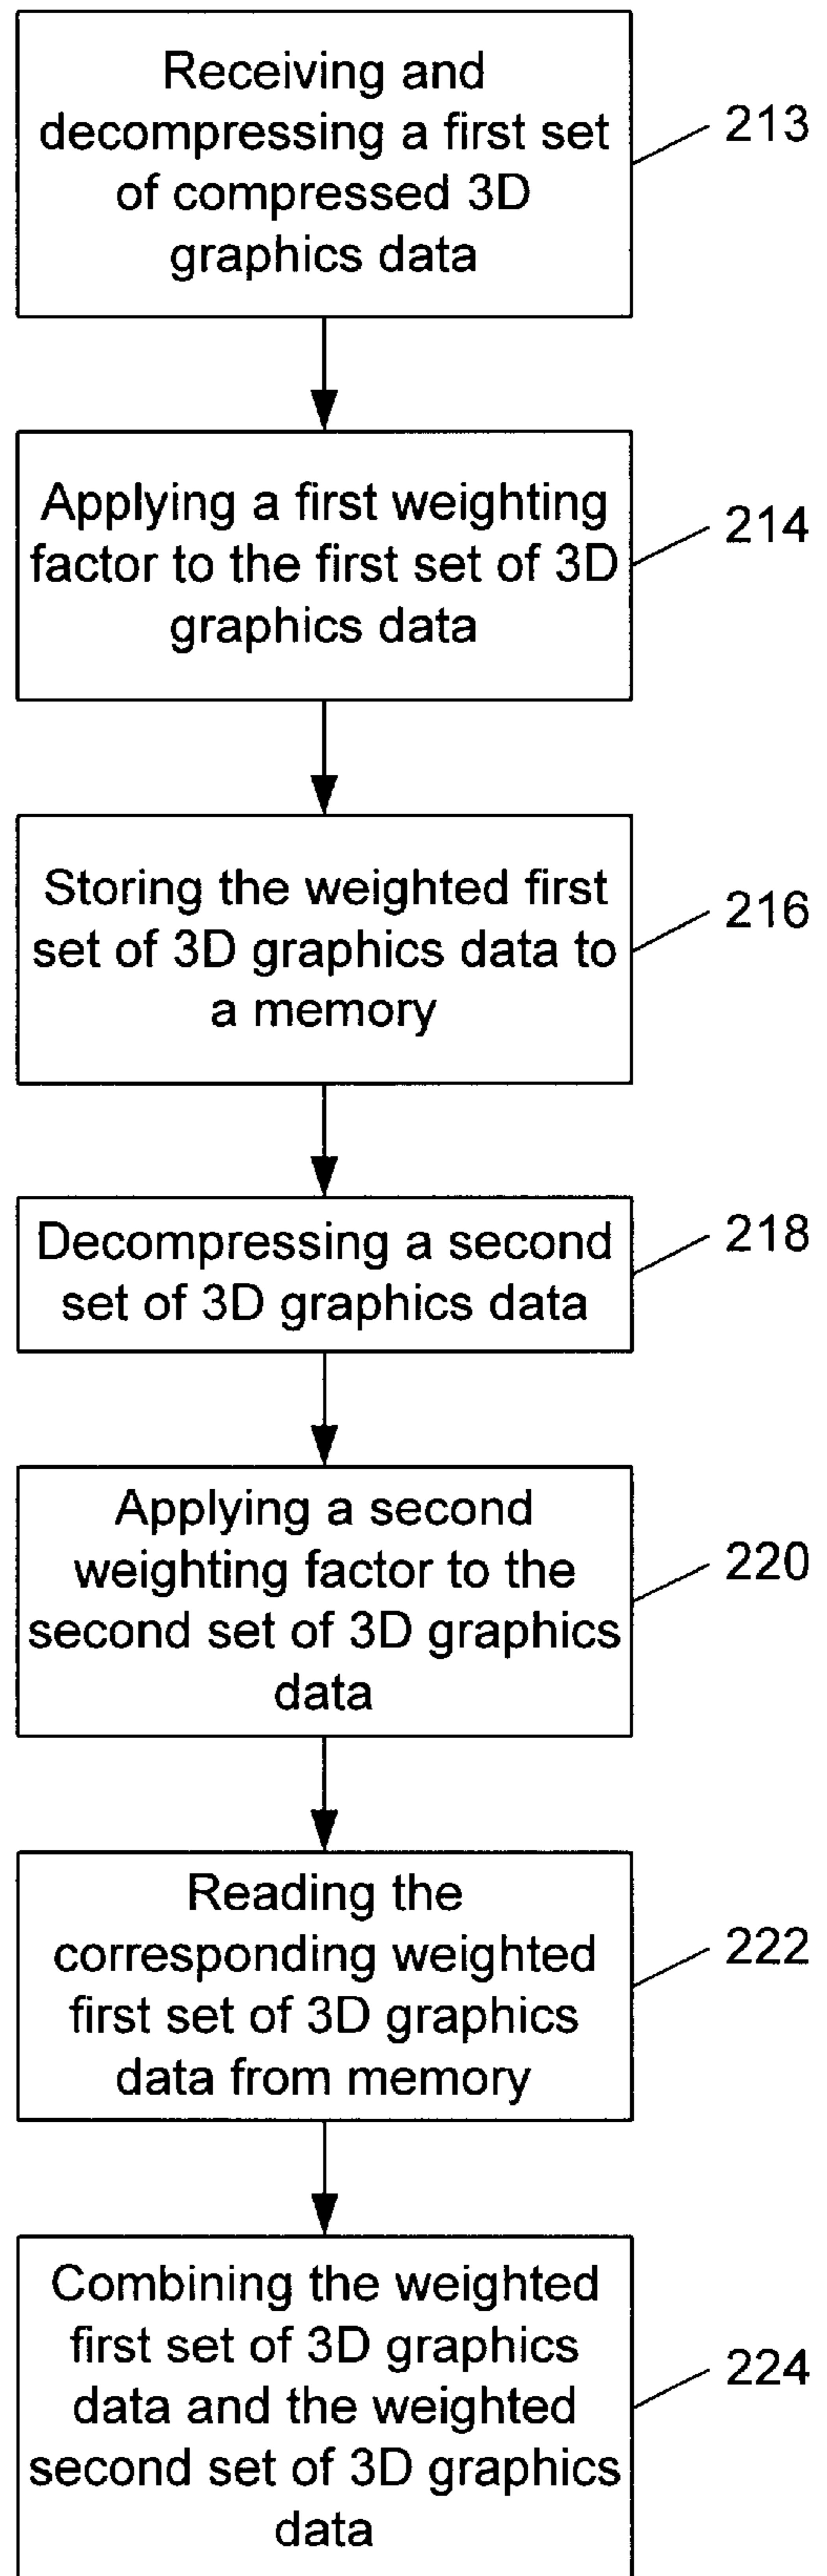 Receiving and
decompressing a first set
of compressed 3D
graphics data
213
Applying a first weighting
factor to the first set of 3D
graphics data
214
Storing the weighted first
set of 3D graphics data to
a memory
216
Decompressing a second
set of 3D graphics data
218
Applying a second
weighting factor to the
second set of 3D graphics
data
220
Reading the
corresponding weighted
first set of 3D graphics
data from memory
222
Combining the weighted
first set of 3D graphics
data and the weighted
second set of 3D graphics
data
224